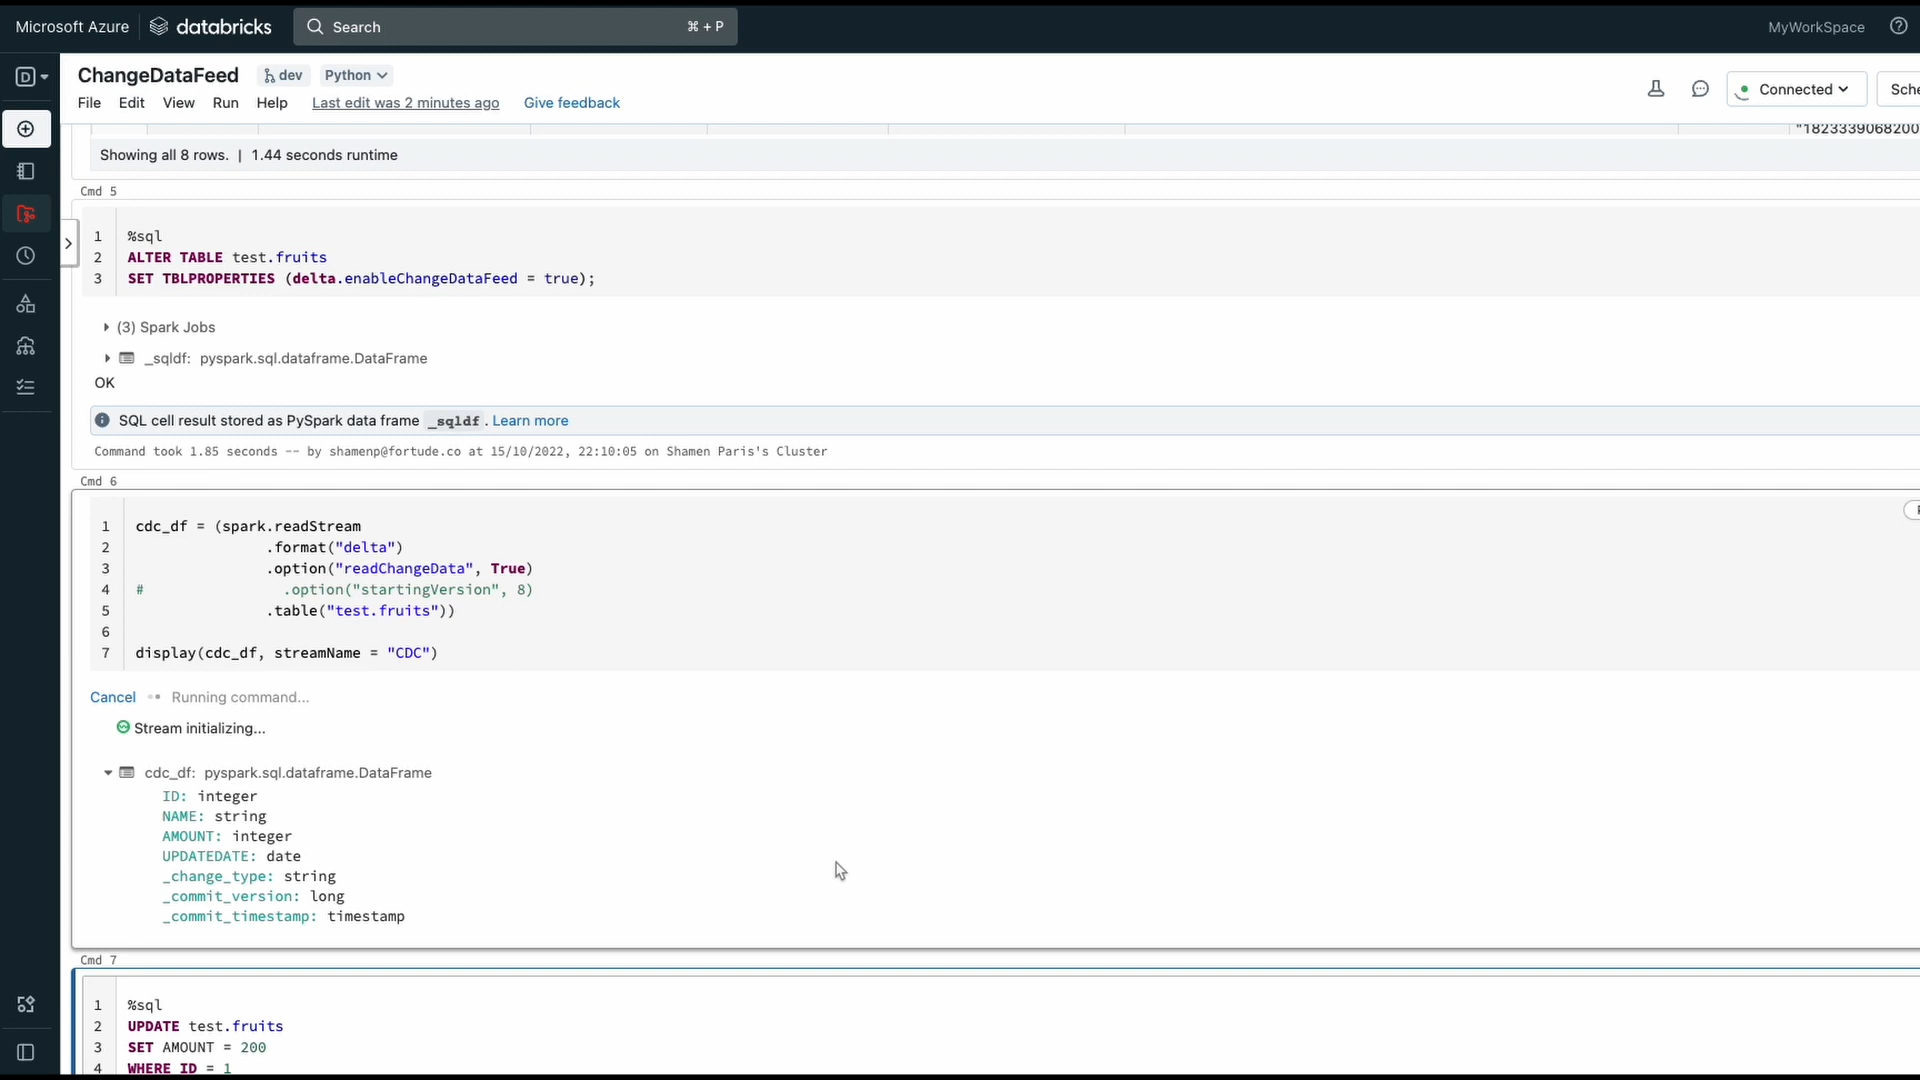 Microsoft Azure databricks Search ⌘ + P MyWorkSpace
ChangeDataFeed dev Python
File Edit View Run Help Last edit was 2 minutes ago Give feedback
Connected
"1823339068200
Showing all 8 rows. | 1.44 seconds runtime
Cmd 5
1 %sql
2 ALTER TABLE test.fruits
3 SET TBLPROPERTIES (delta.enableChangeDataFeed = true);
(3) Spark Jobs
_sqldf: pyspark.sql.dataframe.DataFrame
OK
SQL cell result stored as PySpark data frame _sqldf. Learn more
Command took 1.85 seconds -- by shamenp@fortude.co at 15/10/2022, 22:10:05 on Shamen Paris's Cluster
Cmd 6
1 cdc_df = (spark.readStream
2 .format("delta")
3 .option("readChangeData", True)
4 # .option("startingVersion", 8)
5 .table("test.fruits"))
6
7 display(cdc_df, streamName = "CDC")
Cancel Running command...
Stream initializing...
cdc_df: pyspark.sql.dataframe.DataFrame
ID: integer
NAME: string
AMOUNT: integer
UPDATEDATE: date
_change_type: string
_commit_version: long
_commit_timestamp: timestamp
Cmd 7
1 %sql
2 UPDATE test.fruits
3 SET AMOUNT = 200
4 WHERE ID = 1